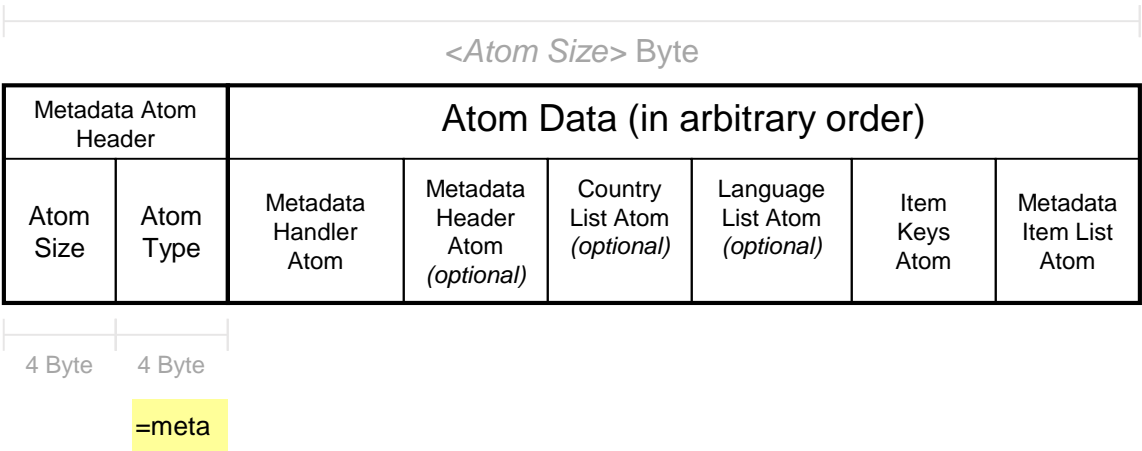 <Atom Size> Byte
Metadata Atom
Header
Atom Data (in arbitrary order)
Atom
Size
Atom
Type
Metadata
Handler
Atom
Metadata
Header
Atom
(optional)
Country
List Atom
(optional)
Language
List Atom
(optional)
Item
Keys
Atom
Metadata
Item List
Atom
4 Byte
4 Byte
=meta